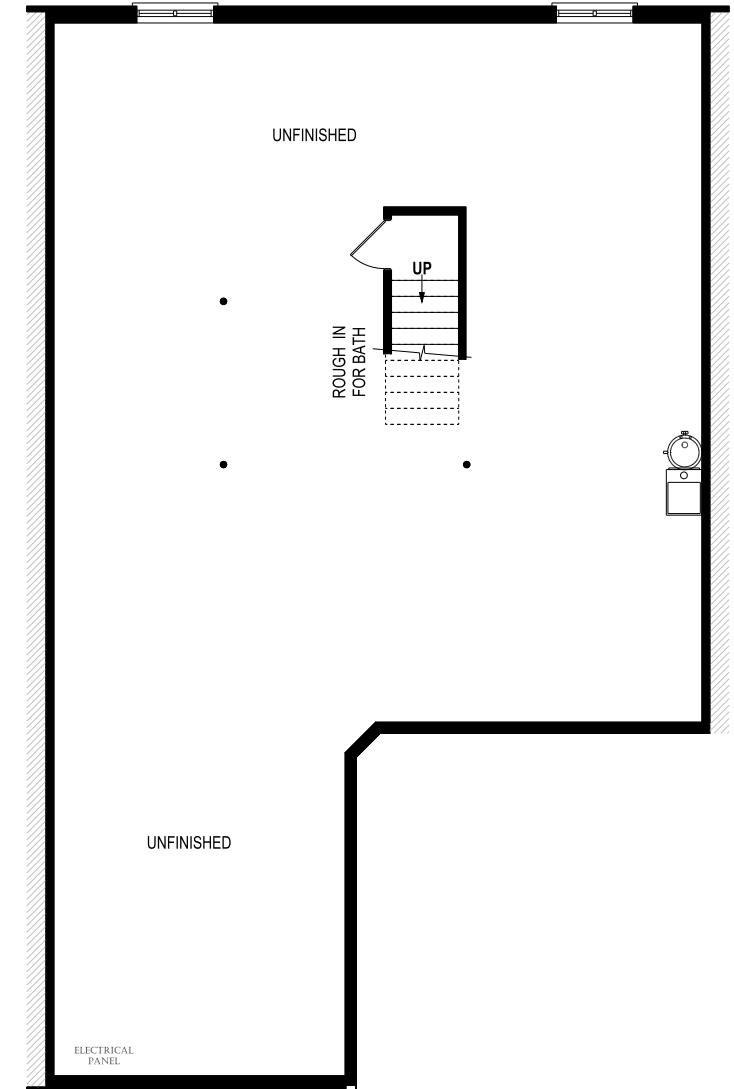 UNFINISHED
UP
ROUGH IN
FOR BATH
UNFINISHED
ELECTRICAL
PANEL